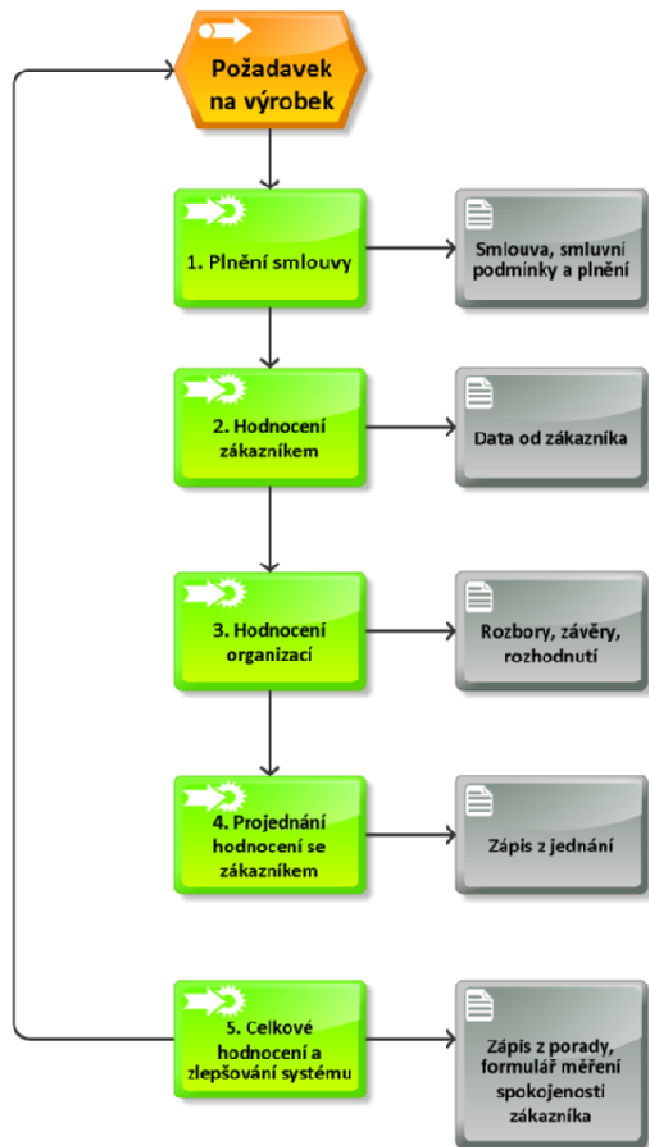 Požadavek
na výrobek
1. Plnění smlouvy
Smlouva, smluvní
podmínky a plnění
2. Hodnocení
zákazníkem
Data od zákazníka
3. Hodnocení
organizací
Rozbory, závěry,
rozhodnutí
4. Projednání
hodnocení se
zákazníkem
Zápis z jednání
5. Celkové
hodnocení a
zlepšování systému
Zápis z porady,
formulář měření
spokojenosti
zákazníka